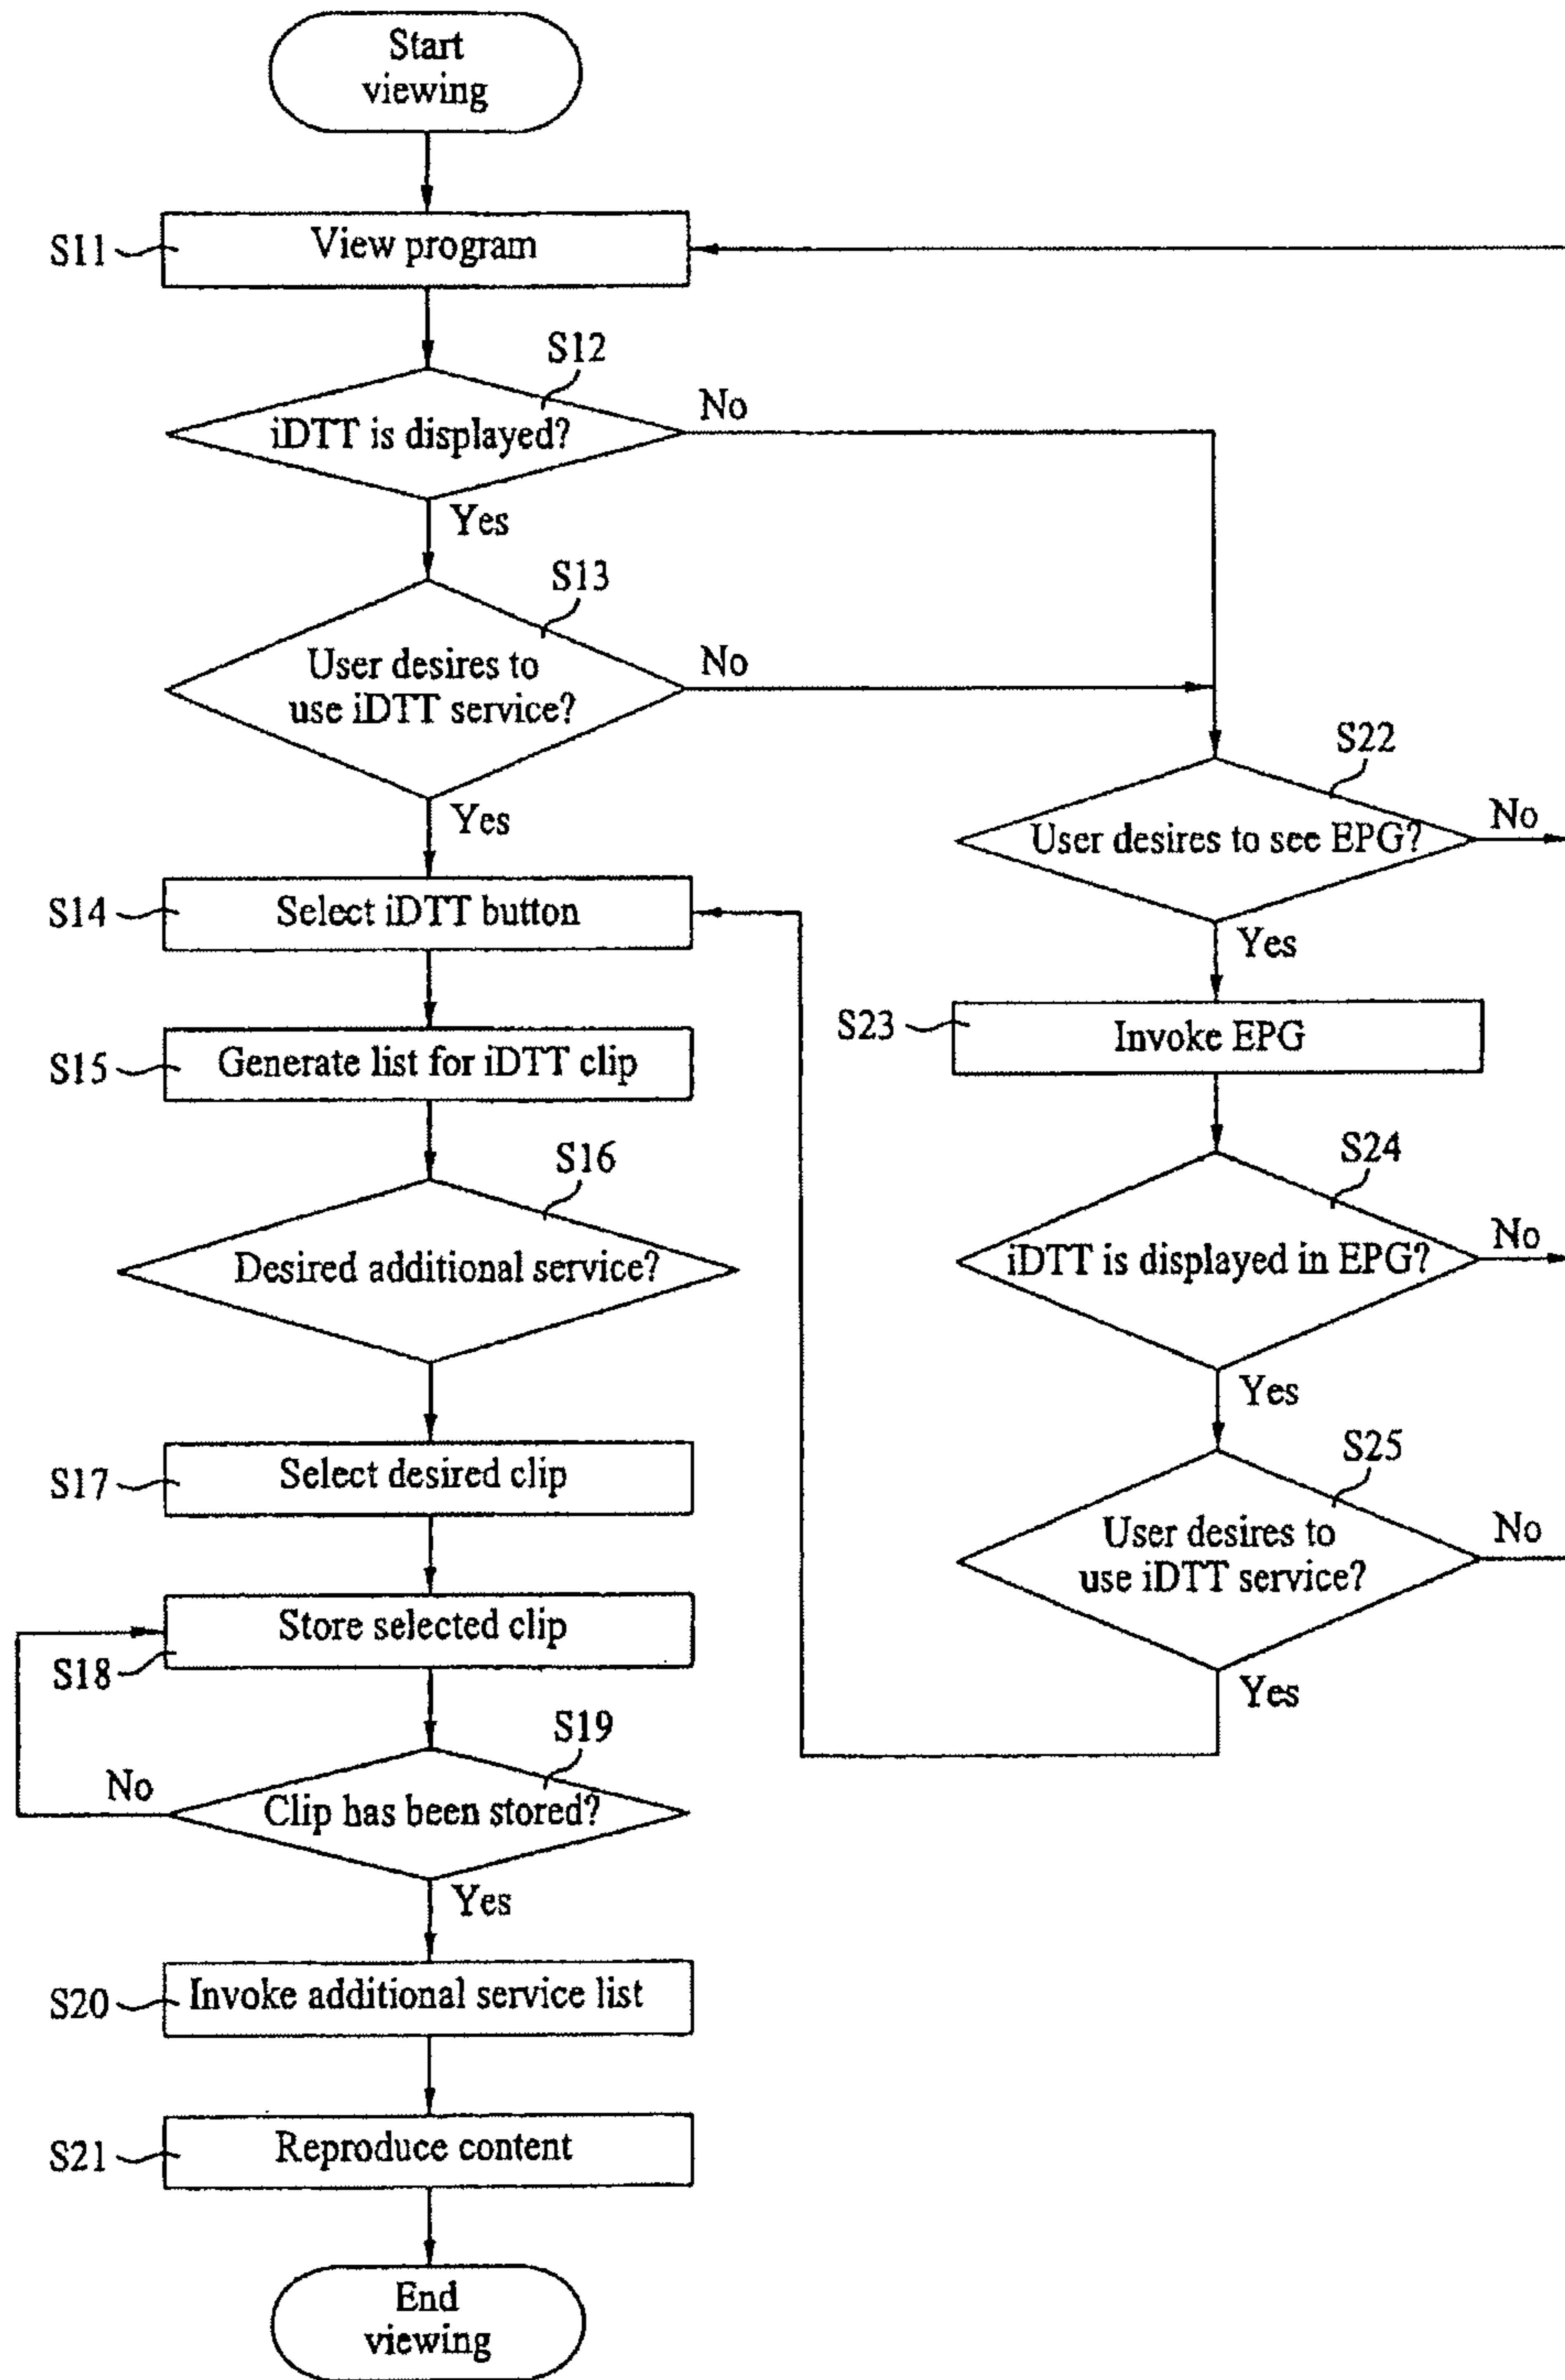 Start
viewing
S11
View program
S12
iDTT is displayed?
No
Yes
S13
User desires to
use iDTT service?
No
Yes
S14
Select iDTT button
S15
Generate list for iDTT clip
S16
Desired additional service?
S17
Select desired clip
S18
Store selected clip
S19
Clip has been stored?
No
Yes
S20
Invoke additional service list
S21
Reproduce content
End
viewing
S22
User desires to see EPG?
No
Yes
S23
Invoke EPG
S24
iDTT is displayed in EPG?
No
Yes
S25
User desires to
use iDTT service?
No
Yes